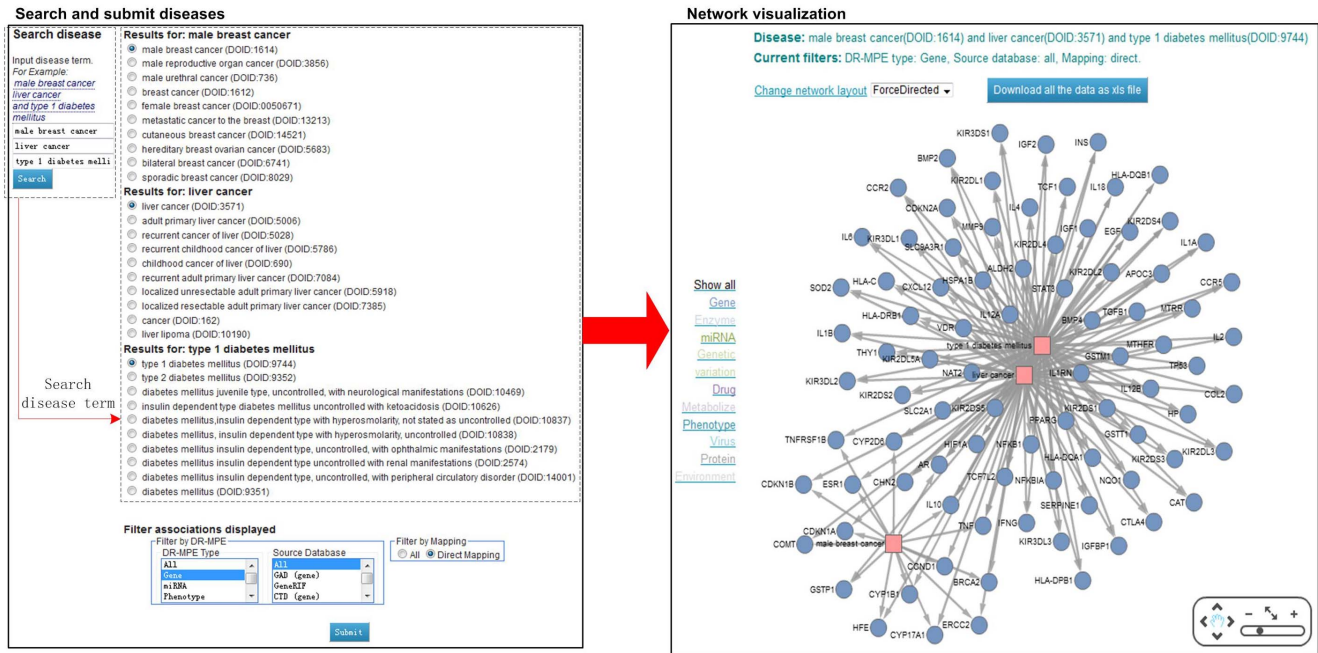 Search and submit diseases
Search disease
Input disease term.
For Example:
male breast cancer
liver cancer
and type 1 diabetes
mellitus
male breast cancer
liver cancer
type 1 diabetes melli
Search
Search
disease term
Results for: male breast cancer
male breast cancer (DOID:1614)
male reproductive organ cancer (DOID:3856)
male urethral cancer (DOID:736)
breast cancer (DOID:1612)
female breast cancer (DOID:0050671)
metastatic cancer to the breast (DOID:13213)
cutaneous breast cancer (DOID:14521)
hereditary breast ovarian cancer (DOID:5683)
bilateral breast cancer (DOID:6741)
sporadic breast cancer (DOID:8029)
Results for: liver cancer
liver cancer (DOID:3571)
adult primary liver cancer (DOID:5006)
recurrent cancer of liver (DOID:5028)
recurrent childhood cancer of liver (DOID:5786)
childhood cancer of liver (DOID:690)
recurrent adult primary liver cancer (DOID:7084)
localized unresectable adult primary liver cancer (DOID:5918)
localized resectable adult primary liver cancer (DOID:7385)
cancer (DOID:162)
liver lipoma (DOID:10190)
Results for: type 1 diabetes mellitus
type 1 diabetes mellitus (DOID:9744)
type 2 diabetes mellitus (DOID:9352)
diabetes mellitus juvenile type, uncontrolled, with neurological manifestations (DOID:10469)
insulin dependent type diabetes mellitus uncontrolled with ketoacidosis (DOID:10626)
diabetes mellitus,insulin dependent type with hyperosmolarity, not stated as uncontrolled (DOID:10837)
diabetes mellitus, insulin dependent type with hyperosmolarity, uncontrolled (DOID:10838)
diabetes mellitus insulin dependent type, uncontrolled, with ophthalmic manifestations (DOID:2179)
diabetes mellitus insulin dependent type uncontrolled with renal manifestations (DOID:2574)
diabetes mellitus insulin dependent type, uncontrolled, with peripheral circulatory disorder (DOID:14001)
diabetes mellitus (DOID:9351)
Filter associations displayed
Filter by DR-MPE
DR-MPE Type
All
Gene
miRNA
Phenotype
Source Database
All
GAD (gene)
GeneRIF
CTD (gene)
Filter by Mapping
All Direct Mapping
Submit
Network visualization
Disease: male breast cancer(DOID:1614) and liver cancer(DOID:3571) and type 1 diabetes mellitus(DOID:9744)
Current filters: DR-MPE type: Gene, Source database: all, Mapping: direct.
Change network layout ForceDirected
Download all the data as xls file
Show all
Gene
Enzyme
miRNA
Genetic
variation
Drug
Metabolize
Phenotype
Virus
Protein
Environment
KIR3DS1
IGF2
INS
BMP2
KIR2DL1
TCF1
IL18
HLA-DQB1
CCR2
CDKN2A
IL4
MMP9
IGF1
EGF
KIR2DS4
IL6
KIR3DL1
SLC9A3R1
KIR2DL4
IL1A
SOD2
HLA-C
CXCL12
HSPA1B
ALDH2
STAT3
KIR2DL2
APOC3
CCR5
HLA-DRB1
VDR
IL12A
BMP4
TGFB1
MTRR
IL1B
type 1 diabetes mellitus
MTHFR
IL2
THY1
KIR2DL5A
NAT2
liver cancer
IL1RN
GSTM1
TP53
KIR3DL2
KIR2DS2
IL12B
COL2
SLC2A1
KIR2DS5
PPARG
KIR2DS1
HP
TNFRSF1B
CYP2D6
HIF1A
NFKB1
GSTT1
KIR2DL3
AR
HLA-DQA1
KIR2DS3
CDKN1B
ESR1
CHN2
TCF7L2
NFKBIA
NQO1
IL10
SERPINE1
CAT
CDKN1A
TNF
IFNG
CTLA4
COMT
male breast cancer
KIR3DL3
IGFBP1
CCND1
GSTP1
CYP1B1
BRCA2
HLA-DPB1
HFE
CYP17A1
ERCC2